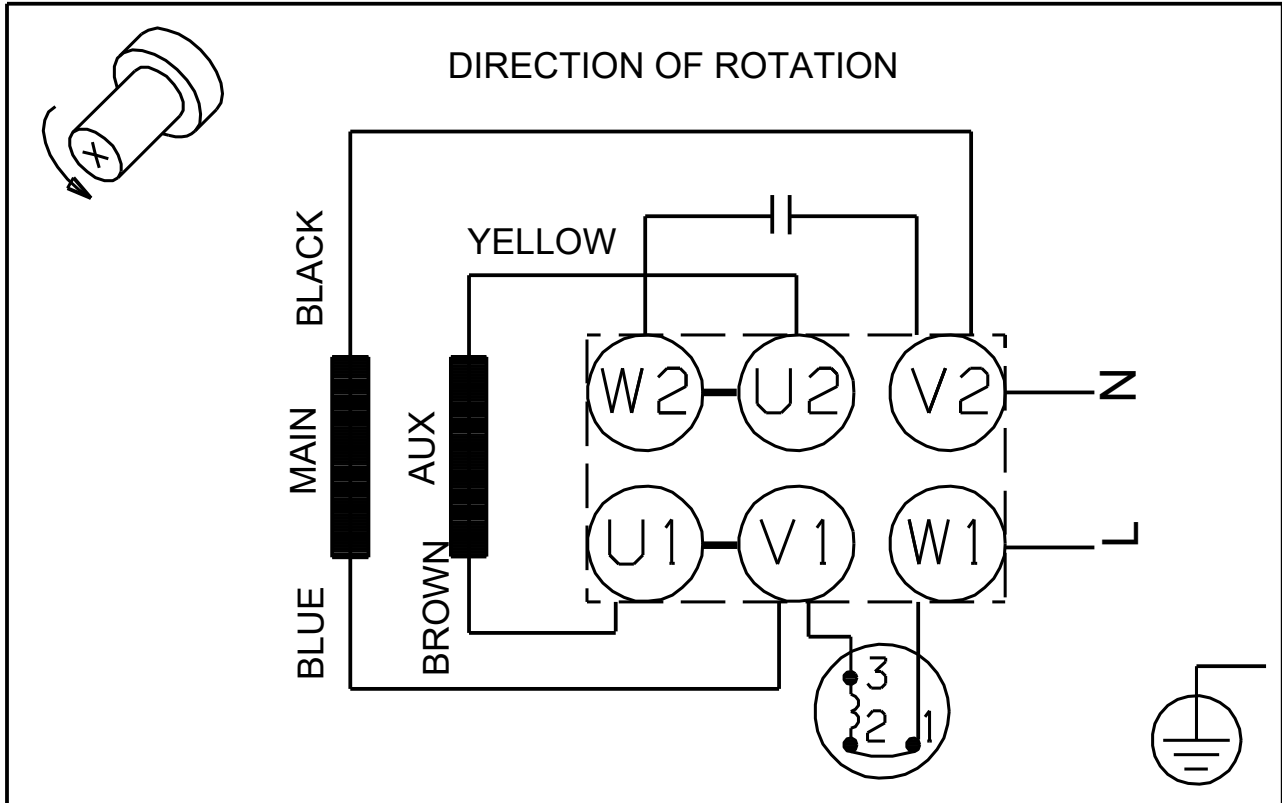 DIRECTION OF ROTATION
BLACK
YELLOW
MAIN
AUX
BLUE
BROWN
W2 U2 V2 N
U1 V1 W1 L
3
2 1